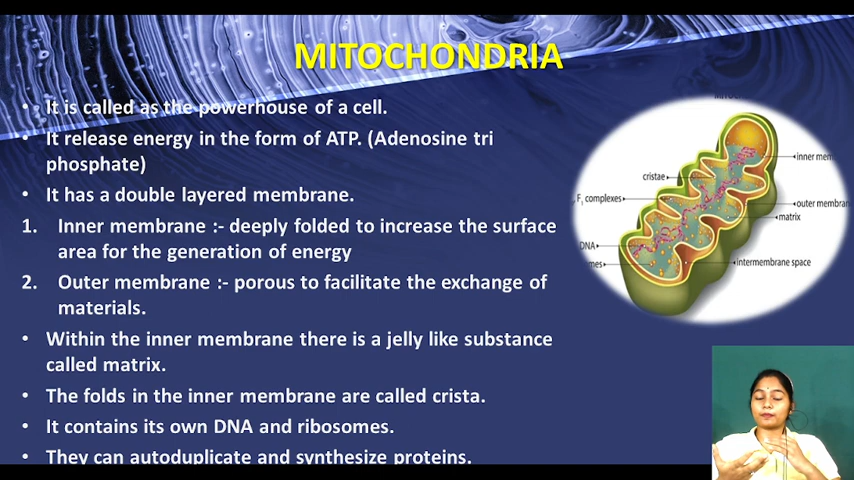 MITOCHONDRIA
• It is called as the powerhouse of a cell.
• It release energy in the form of ATP. (Adenosine tri
phosphate)
• It has a double layered membrane.
1. Inner membrane :- deeply folded to increase the surface
area for the generation of energy
2. Outer membrane :- porous to facilitate the exchange of
materials.
• Within the inner membrane there is a jelly like substance
called matrix.
• The folds in the inner membrane are called crista.
• It contains its own DNA and ribosomes.
• They can autoduplicate and synthesize proteins.
inner mem
cristae
F₁ complexes
outer membran
matrix
DNA
mes
intermembrane space